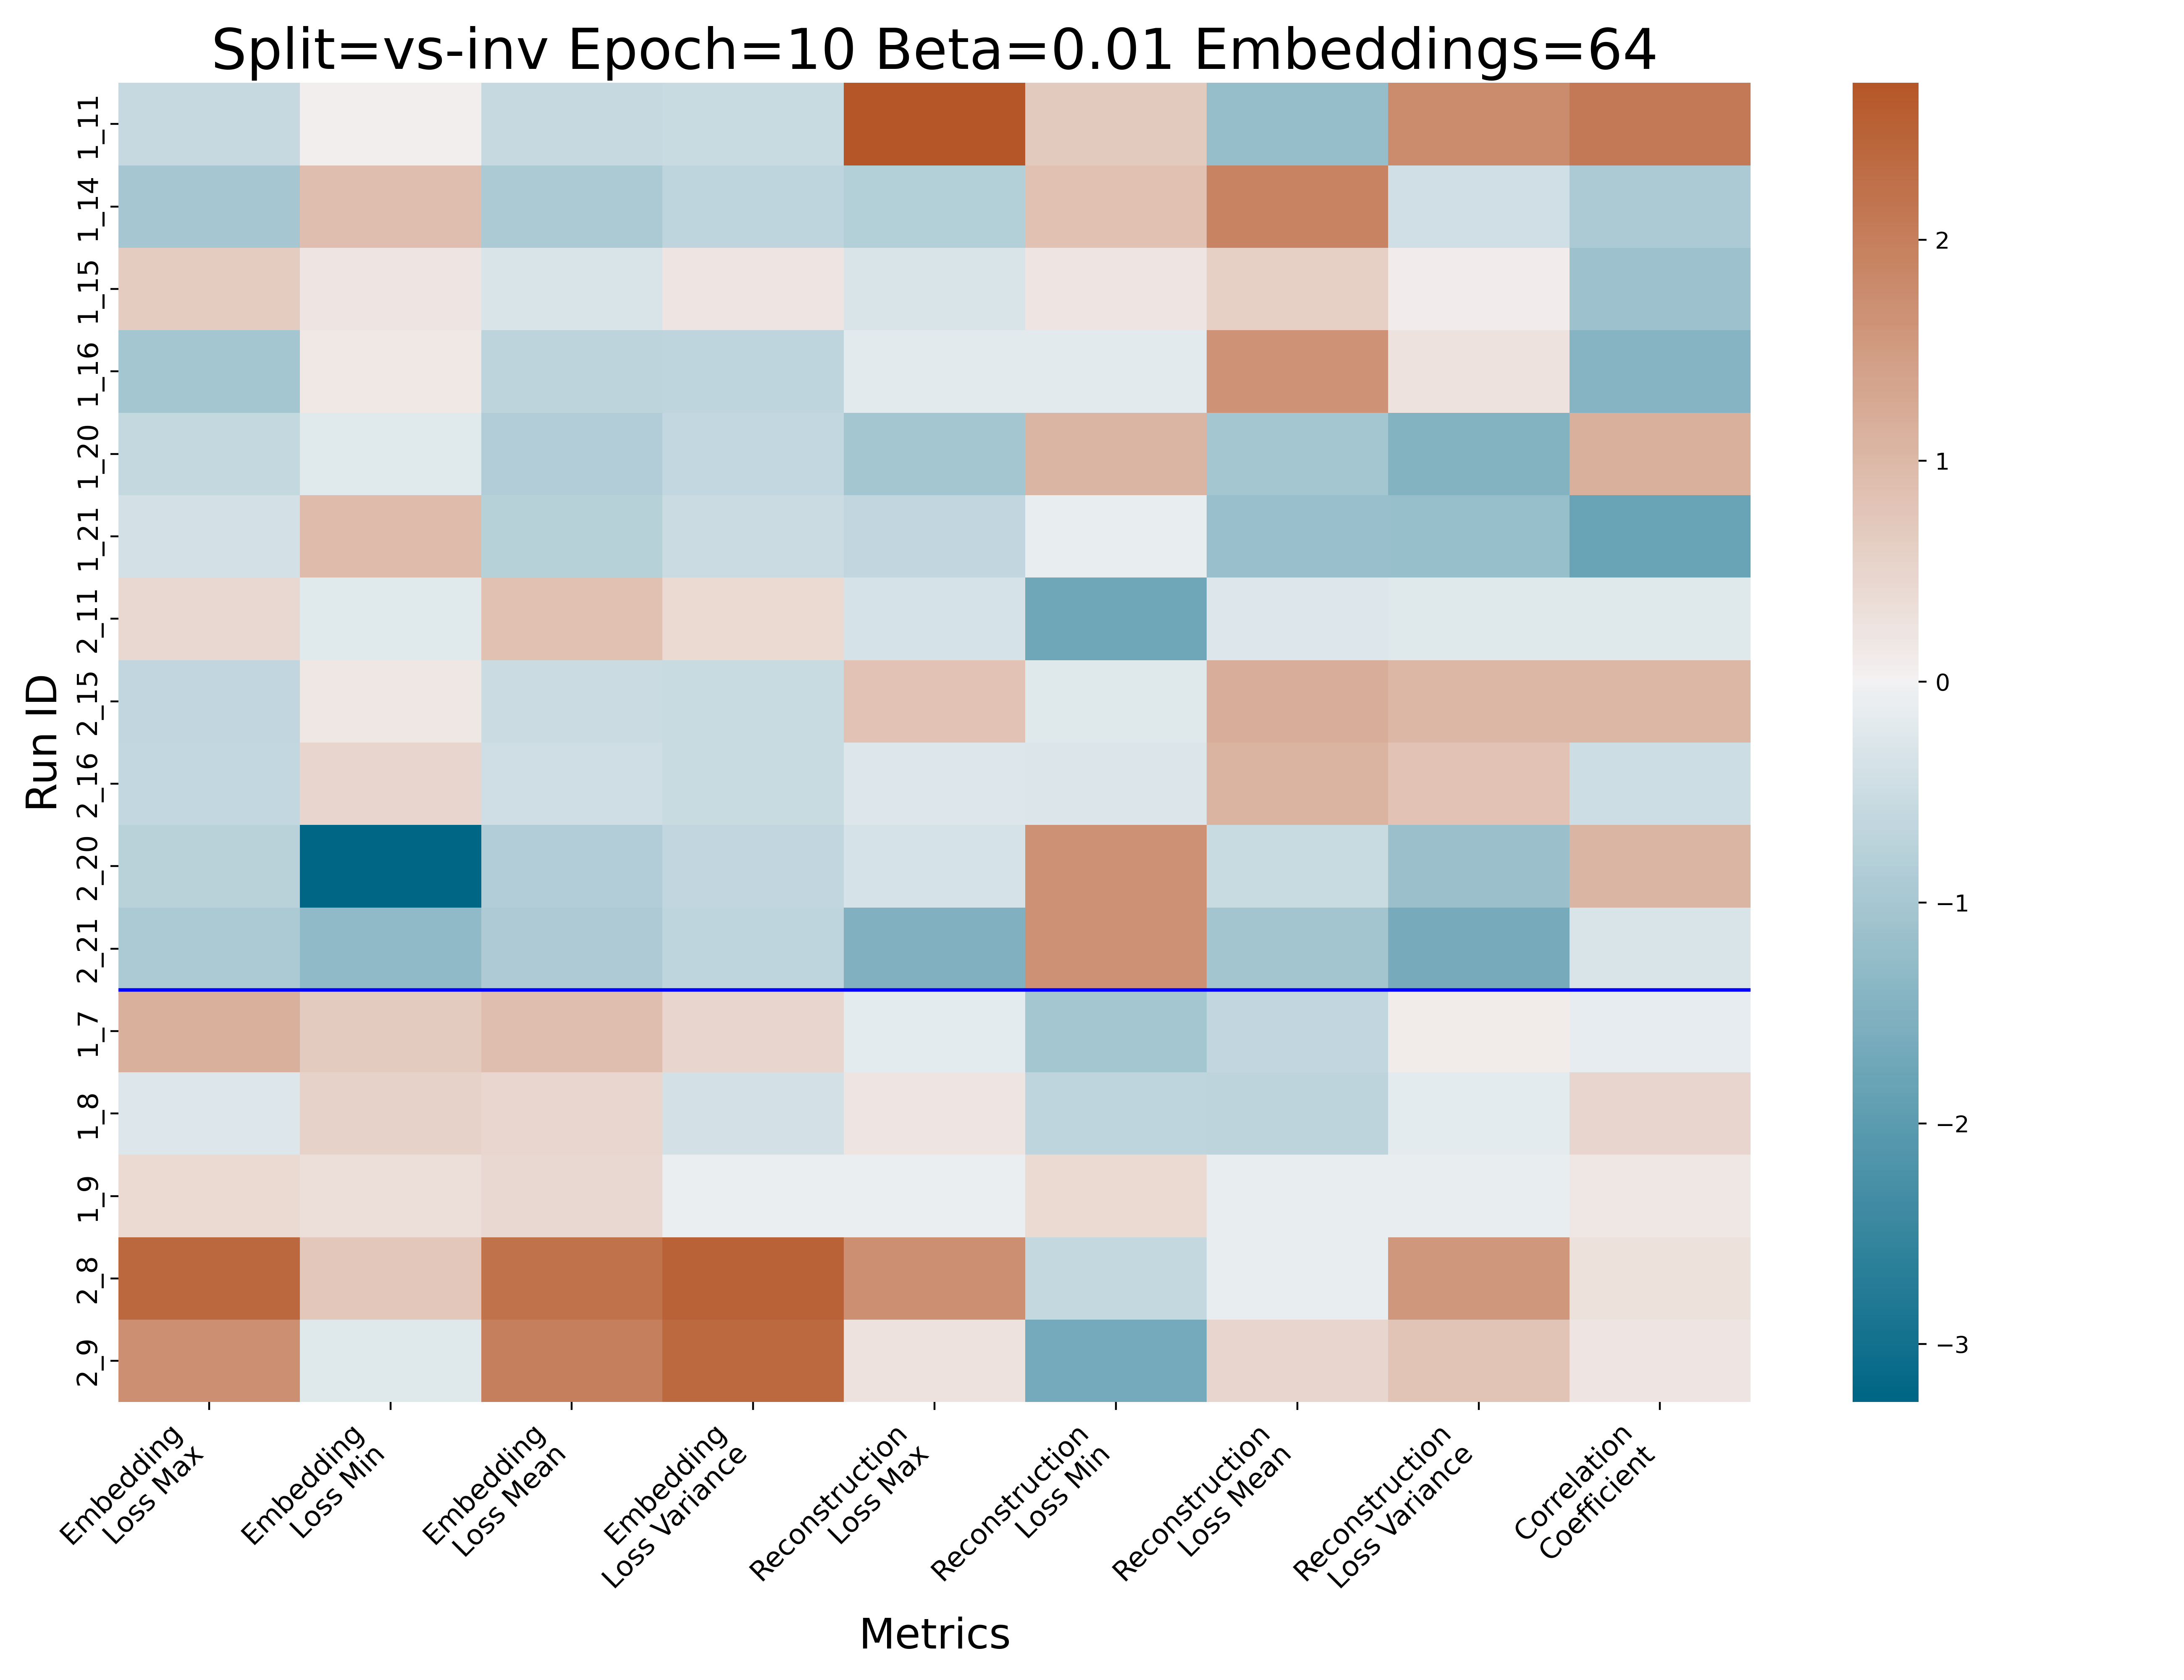 Split=vs-inv Epoch=10 Beta=0.01 Embeddings=64
Run ID
1_11
1_14
1_15
1_16
1_20
1_21
2_11
2_15
2_16
2_20
2_21
1_7
1_8
1_9
2_8
2_9
2
1
0
−1
−2
−3
Embedding
Loss Max
Embedding
Loss Min
Embedding
Loss Mean
Embedding
Loss Variance
Reconstruction
Loss Max
Reconstruction
Loss Min
Reconstruction
Loss Mean
Reconstruction
Loss Variance
Correlation
Coefficient
Metrics